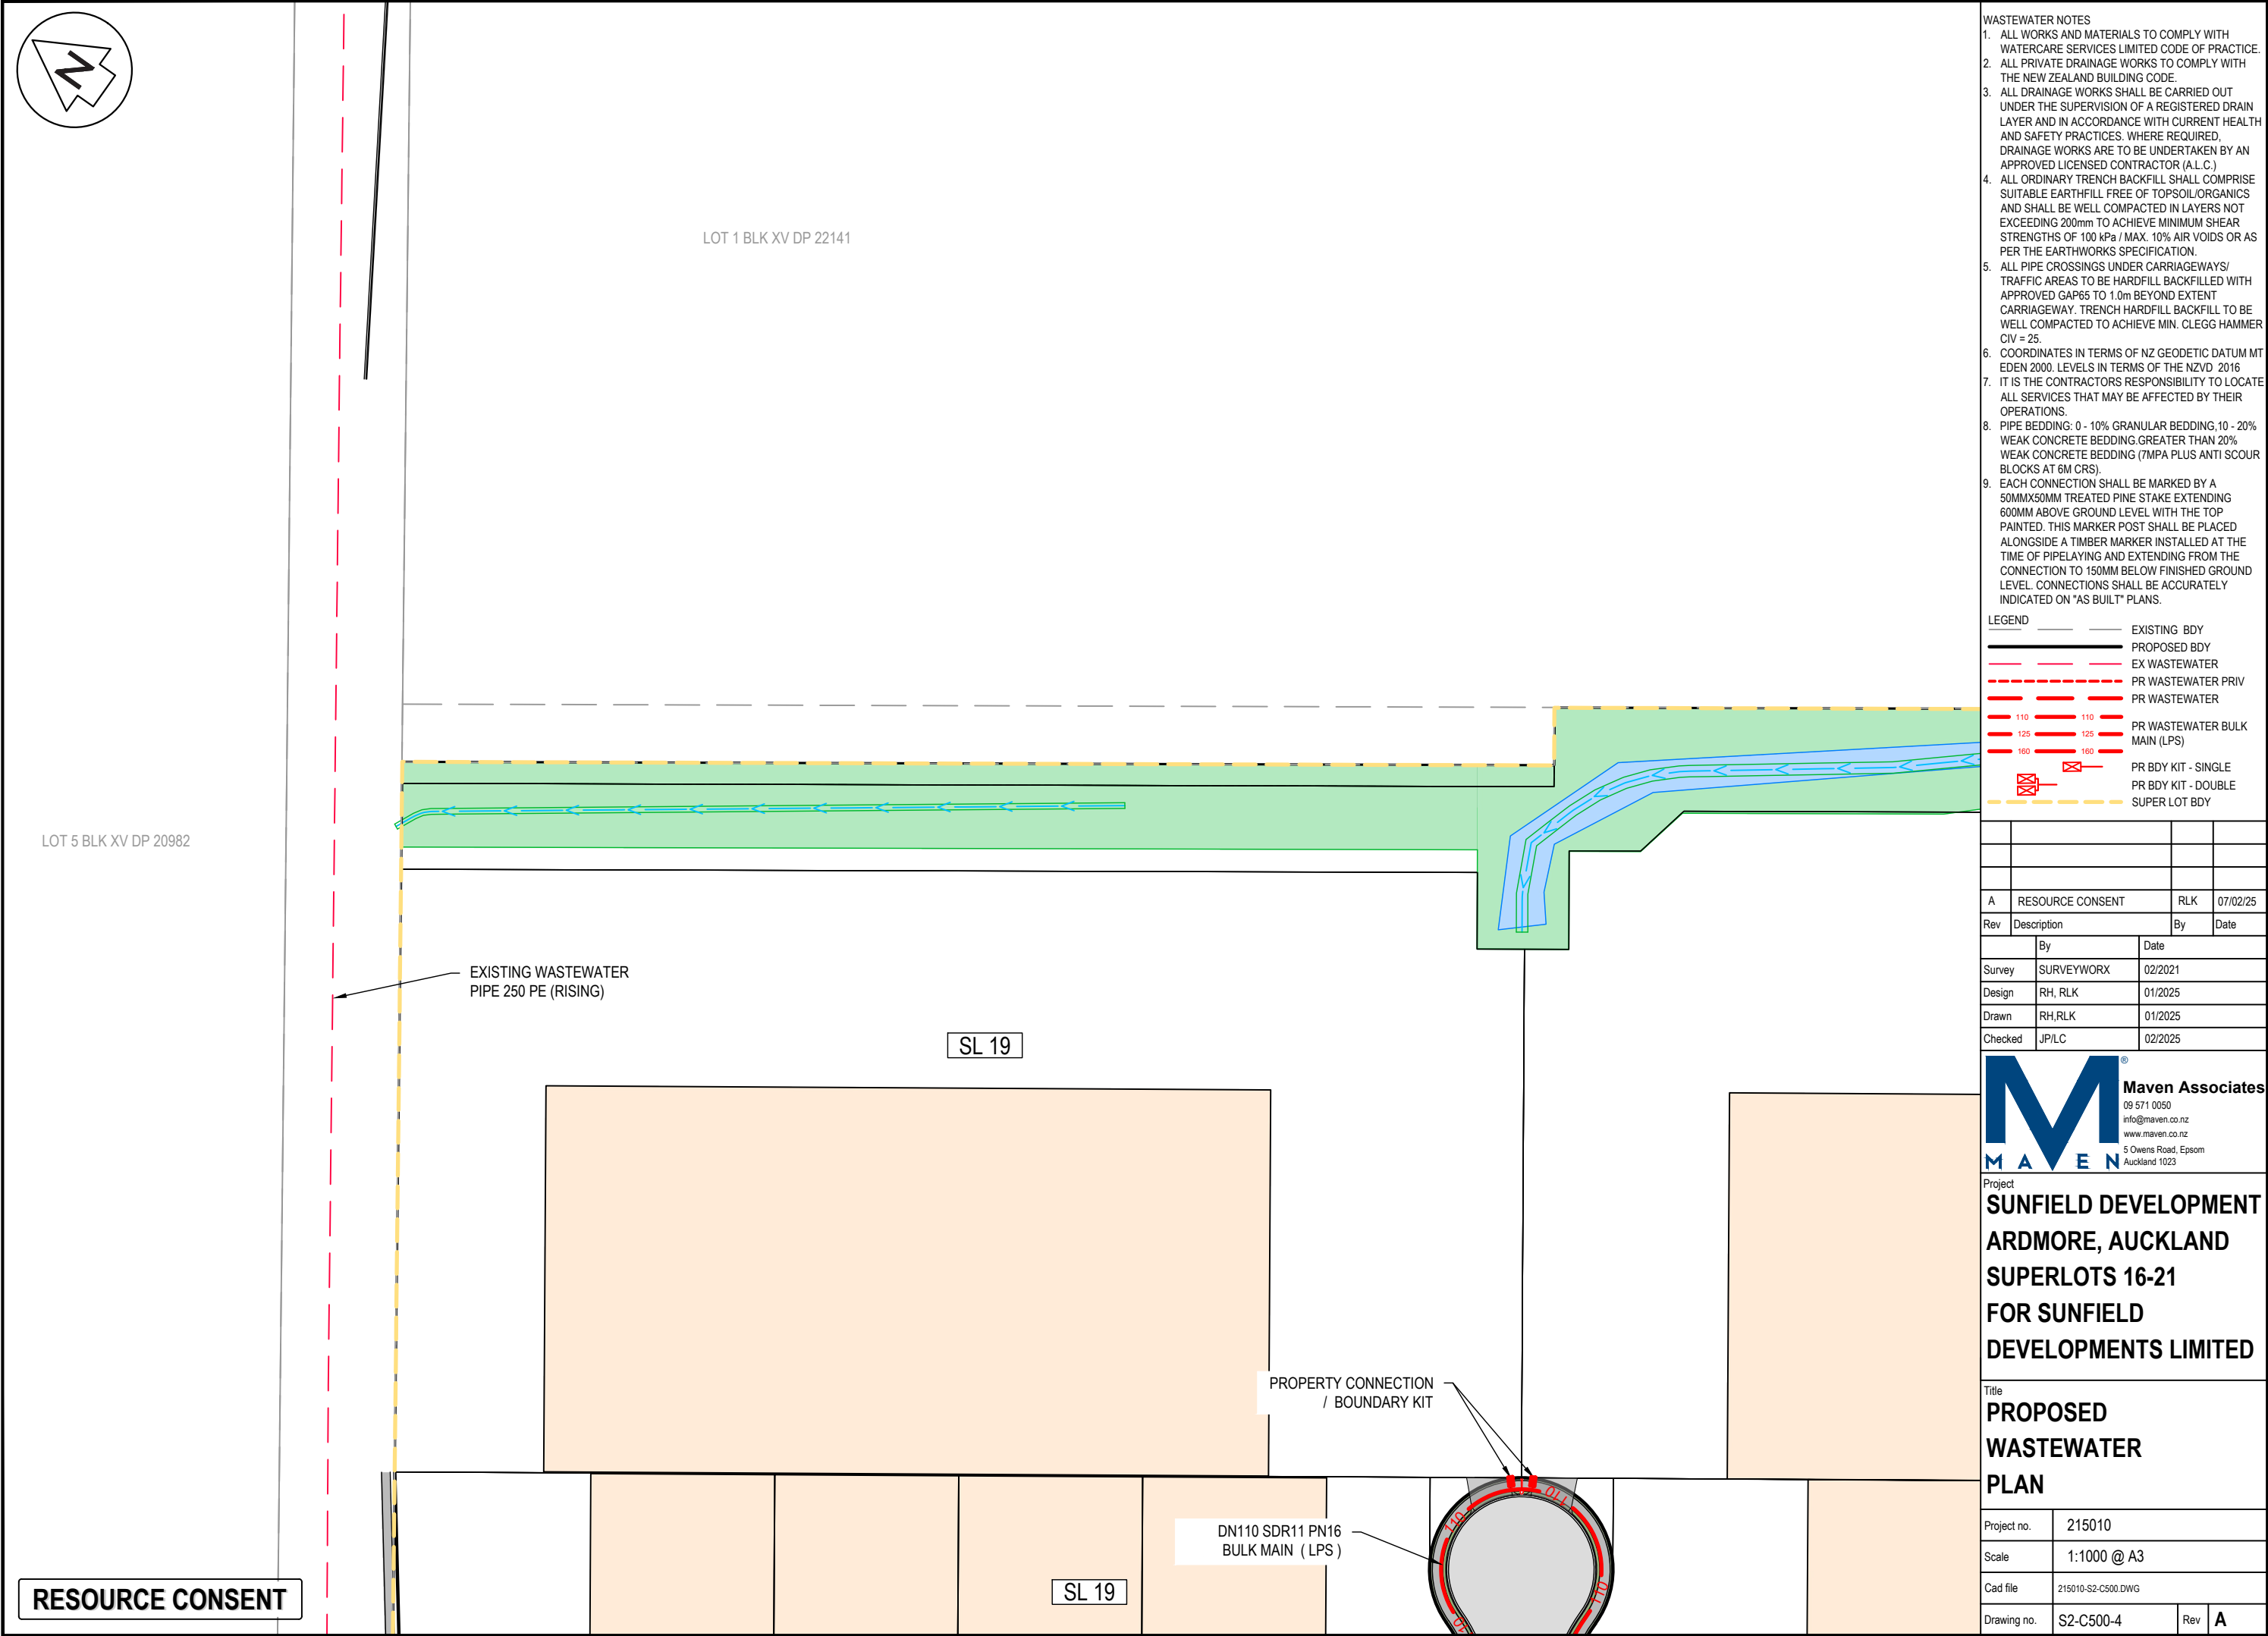 N
LOT 1 BLK XV DP 22141
LOT 5 BLK XV DP 20982
EXISTING WASTEWATER
PIPE 250 PE (RISING)
SL 19
PROPERTY CONNECTION
/ BOUNDARY KIT
DN110 SDR11 PN16
BULK MAIN ( LPS )
110
110
110
SL 19
RESOURCE CONSENT
WASTEWATER NOTES
1. ALL WORKS AND MATERIALS TO COMPLY WITH
WATERCARE SERVICES LIMITED CODE OF PRACTICE.
2. ALL PRIVATE DRAINAGE WORKS TO COMPLY WITH
THE NEW ZEALAND BUILDING CODE.
3. ALL DRAINAGE WORKS SHALL BE CARRIED OUT
UNDER THE SUPERVISION OF A REGISTERED DRAIN
LAYER AND IN ACCORDANCE WITH CURRENT HEALTH
AND SAFETY PRACTICES. WHERE REQUIRED,
DRAINAGE WORKS ARE TO BE UNDERTAKEN BY AN
APPROVED LICENSED CONTRACTOR (A.L.C.)
4. ALL ORDINARY TRENCH BACKFILL SHALL COMPRISE
SUITABLE EARTHFILL FREE OF TOPSOIL/ORGANICS
AND SHALL BE WELL COMPACTED IN LAYERS NOT
EXCEEDING 200mm TO ACHIEVE MINIMUM SHEAR
STRENGTHS OF 100 kPa / MAX. 10% AIR VOIDS OR AS
PER THE EARTHWORKS SPECIFICATION.
5. ALL PIPE CROSSINGS UNDER CARRIAGEWAYS/
TRAFFIC AREAS TO BE HARDFILL BACKFILLED WITH
APPROVED GAP65 TO 1.0m BEYOND EXTENT
CARRIAGEWAY. TRENCH HARDFILL BACKFILL TO BE
WELL COMPACTED TO ACHIEVE MIN. CLEGG HAMMER
CIV = 25.
6. COORDINATES IN TERMS OF NZ GEODETIC DATUM MT
EDEN 2000. LEVELS IN TERMS OF THE NZVD 2016
7. IT IS THE CONTRACTORS RESPONSIBILITY TO LOCATE
ALL SERVICES THAT MAY BE AFFECTED BY THEIR
OPERATIONS.
8. PIPE BEDDING: 0 - 10% GRANULAR BEDDING,10 - 20%
WEAK CONCRETE BEDDING.GREATER THAN 20%
WEAK CONCRETE BEDDING (7MPA PLUS ANTI SCOUR
BLOCKS AT 6M CRS).
9. EACH CONNECTION SHALL BE MARKED BY A
50MMX50MM TREATED PINE STAKE EXTENDING
600MM ABOVE GROUND LEVEL WITH THE TOP
PAINTED. THIS MARKER POST SHALL BE PLACED
ALONGSIDE A TIMBER MARKER INSTALLED AT THE
TIME OF PIPELAYING AND EXTENDING FROM THE
CONNECTION TO 150MM BELOW FINISHED GROUND
LEVEL. CONNECTIONS SHALL BE ACCURATELY
INDICATED ON "AS BUILT" PLANS.
LEGEND
EXISTING BDY
PROPOSED BDY
EX WASTEWATER
PR WASTEWATER PRIV
PR WASTEWATER
110 110
125 125
160 160
PR WASTEWATER BULK
MAIN (LPS)
PR BDY KIT - SINGLE
PR BDY KIT - DOUBLE
SUPER LOT BDY
A RESOURCE CONSENT RLK 07/02/25
Rev Description By Date
By Date
Survey SURVEYWORX 02/2021
Design RH, RLK 01/2025
Drawn RH,RLK 01/2025
Checked JP/LC 02/2025
MAVEN
®
Maven Associates
09 571 0050
info@maven.co.nz
www.maven.co.nz
5 Owens Road, Epsom
Auckland 1023
Project
SUNFIELD DEVELOPMENT
ARDMORE, AUCKLAND
SUPERLOTS 16-21
FOR SUNFIELD
DEVELOPMENTS LIMITED
Title
PROPOSED
WASTEWATER
PLAN
Project no. 215010
Scale 1:1000 @ A3
Cad file 215010-S2-C500.DWG
Drawing no. S2-C500-4 Rev A